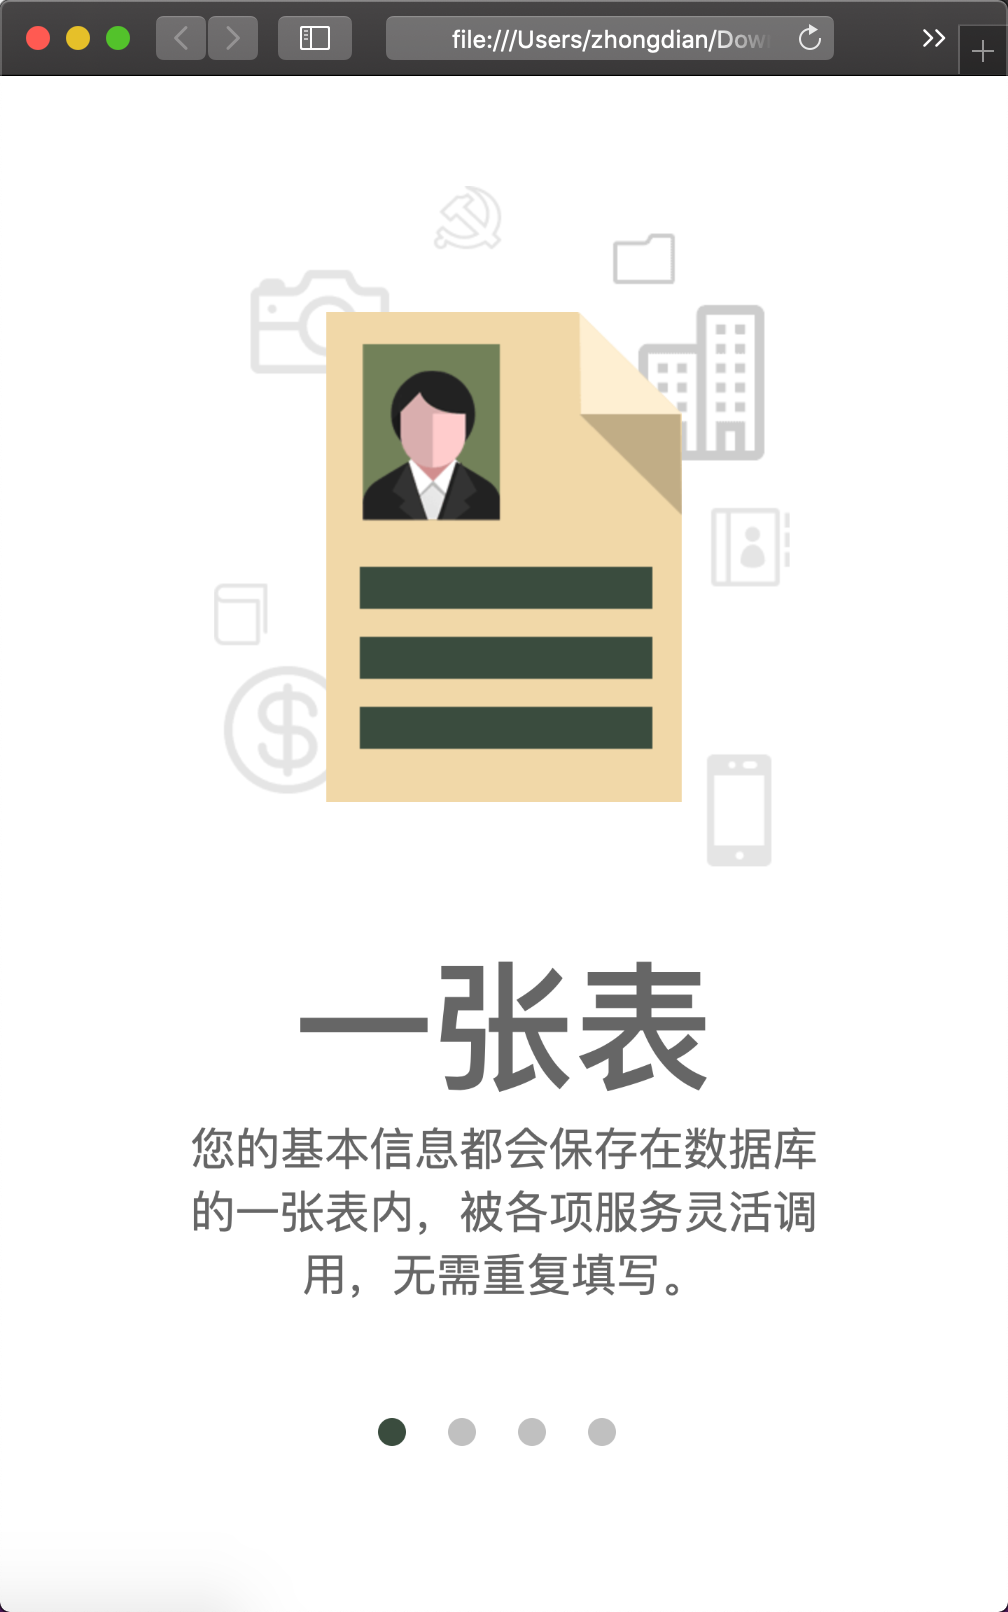 file:///Users/zhongdian/Dow
一张表
您的基本信息都会保存在数据库
的一张表内，被各项服务灵活调
用，无需重复填写。